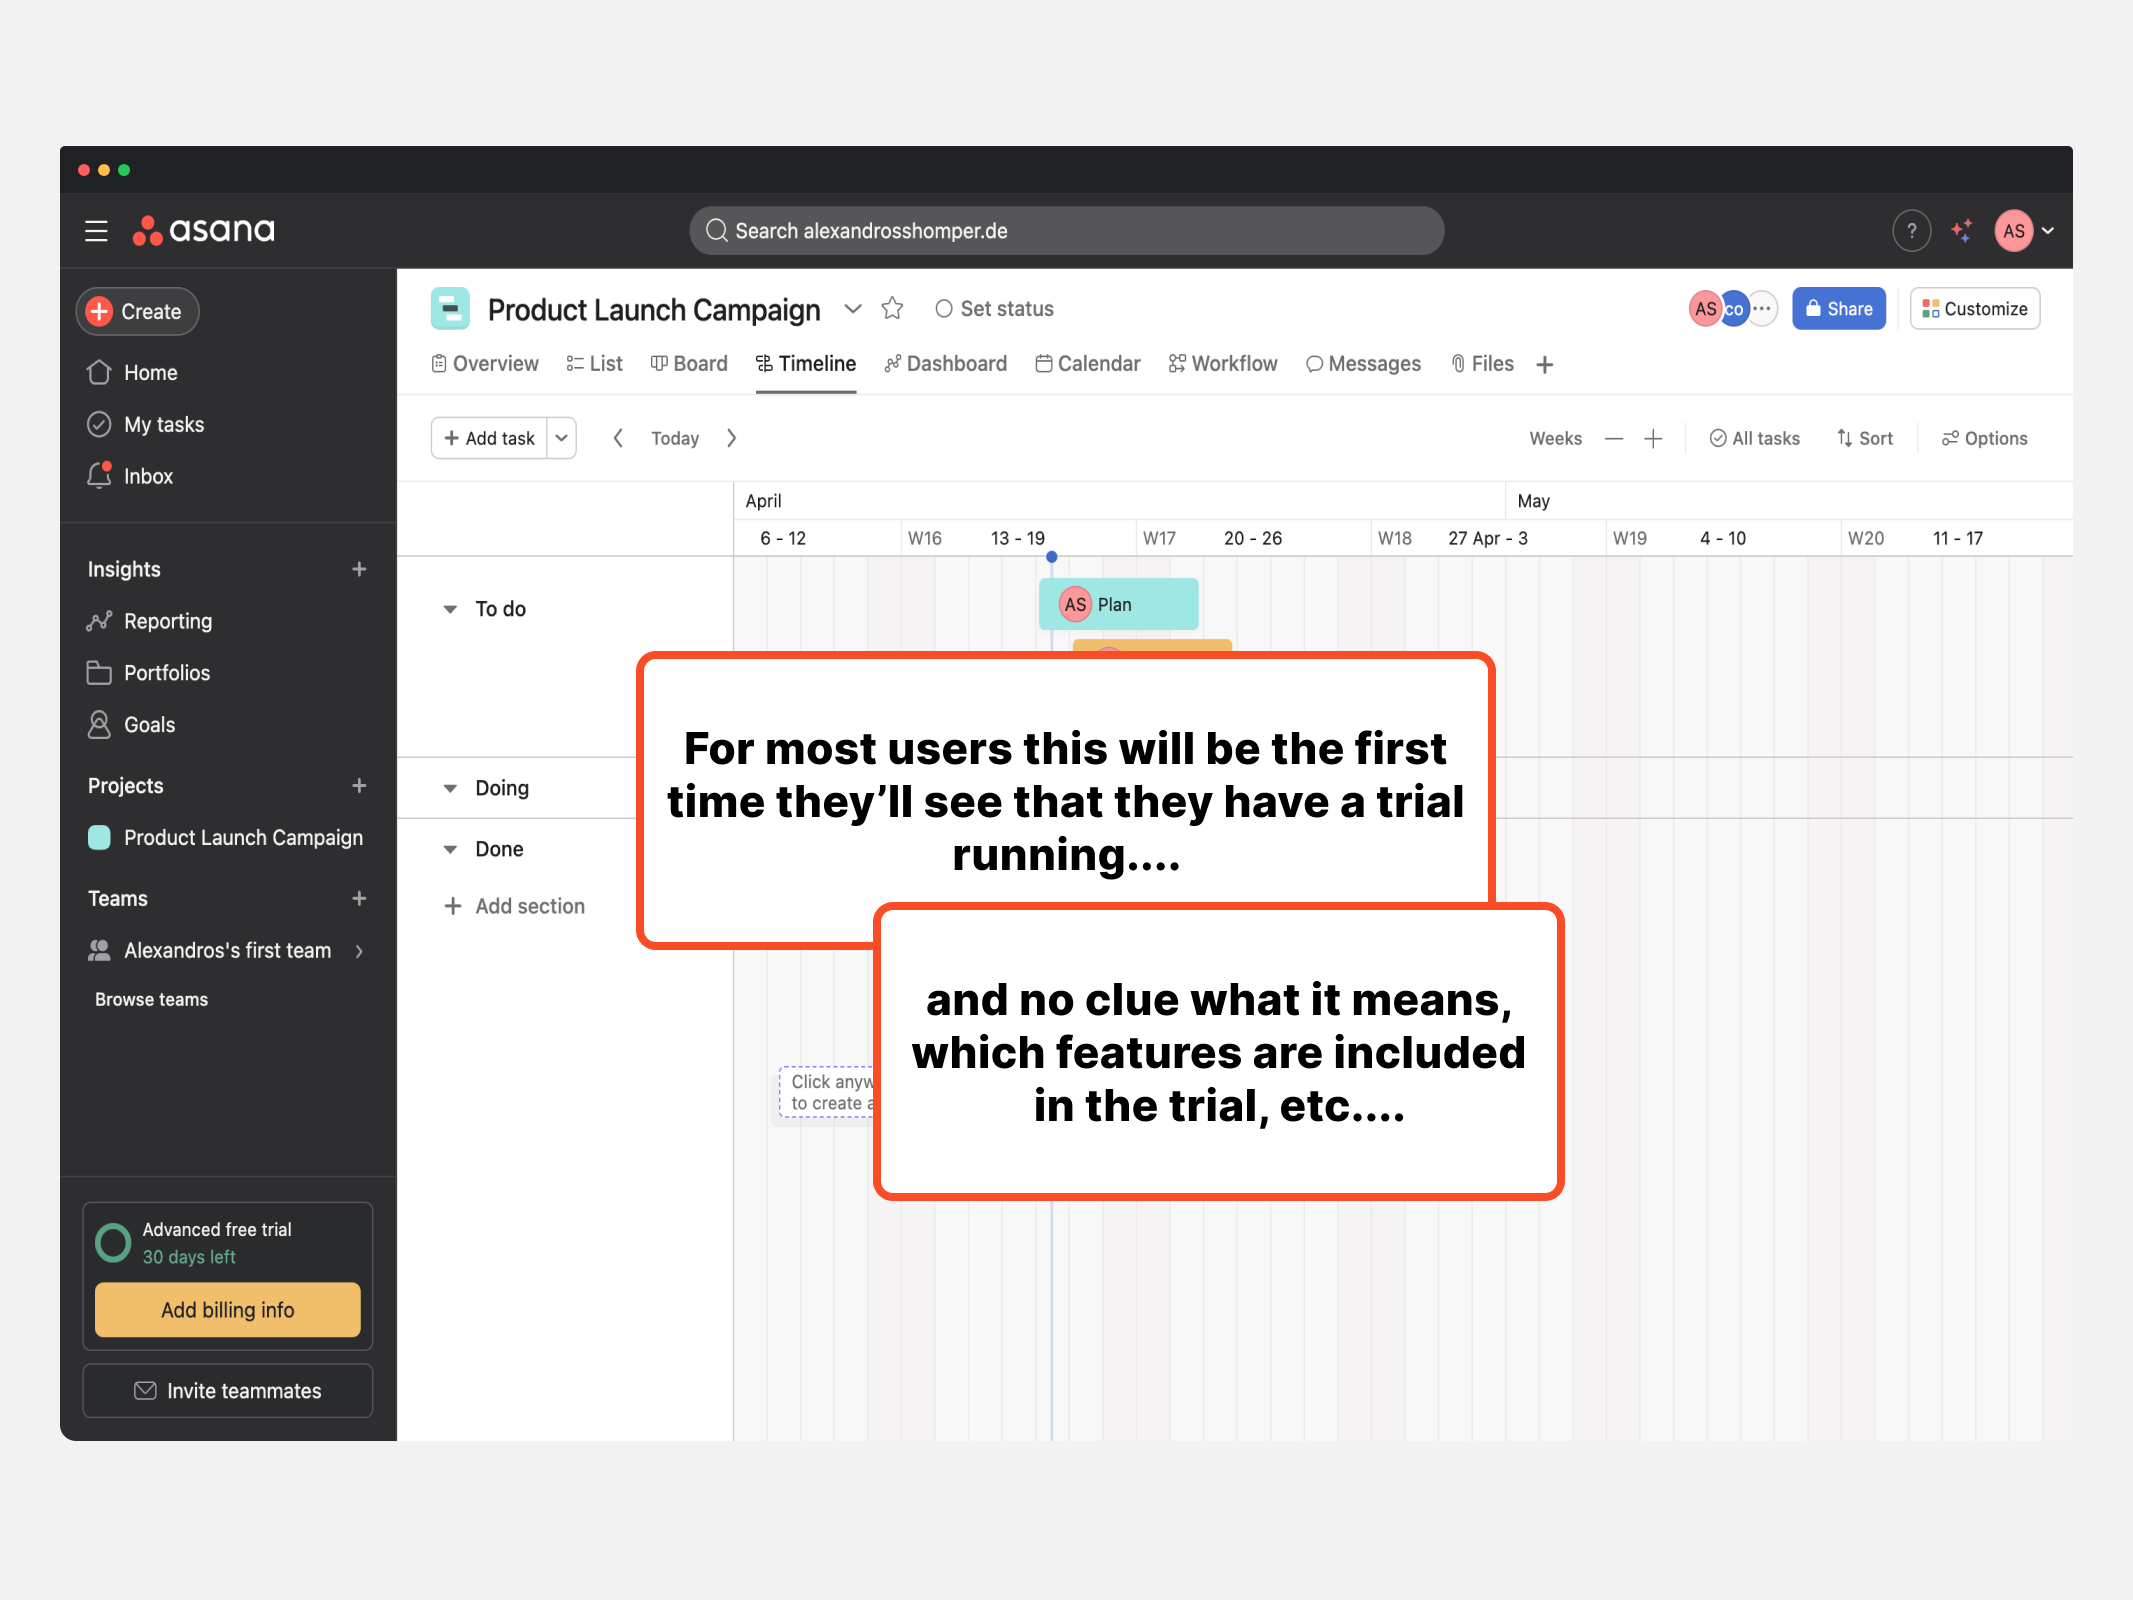 asana
Search alexandrosshomper.de
?
AS
Create
Home
My tasks
Inbox
Insights
Reporting
Portfolios
Goals
Projects
Product Launch Campaign
Teams
Alexandros's first team
Browse teams
Advanced free trial
30 days left
Add billing info
Invite teammates
Product Launch Campaign
Set status
AS
co
Share
Customize
Overview
List
Board
Timeline
Dashboard
Calendar
Workflow
Messages
Files
Add task
Today
Weeks
All tasks
Sort
Options
April
May
6 - 12
W16
13 - 19
W17
20 - 26
W18
27 Apr - 3
W19
4 - 10
W20
11 - 17
To do
AS Plan
Doing
Done
Add section
For most users this will be the first
time they’ll see that they have a trial
running....
and no clue what it means,
which features are included
in the trial, etc....
Click
to create